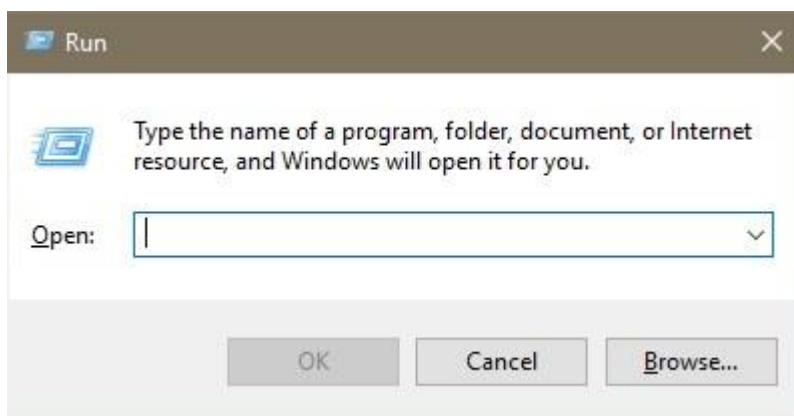 Run
Type the name of a program, folder, document, or Internet
resource, and Windows will open it for you.
Open:
OK Cancel Browse...